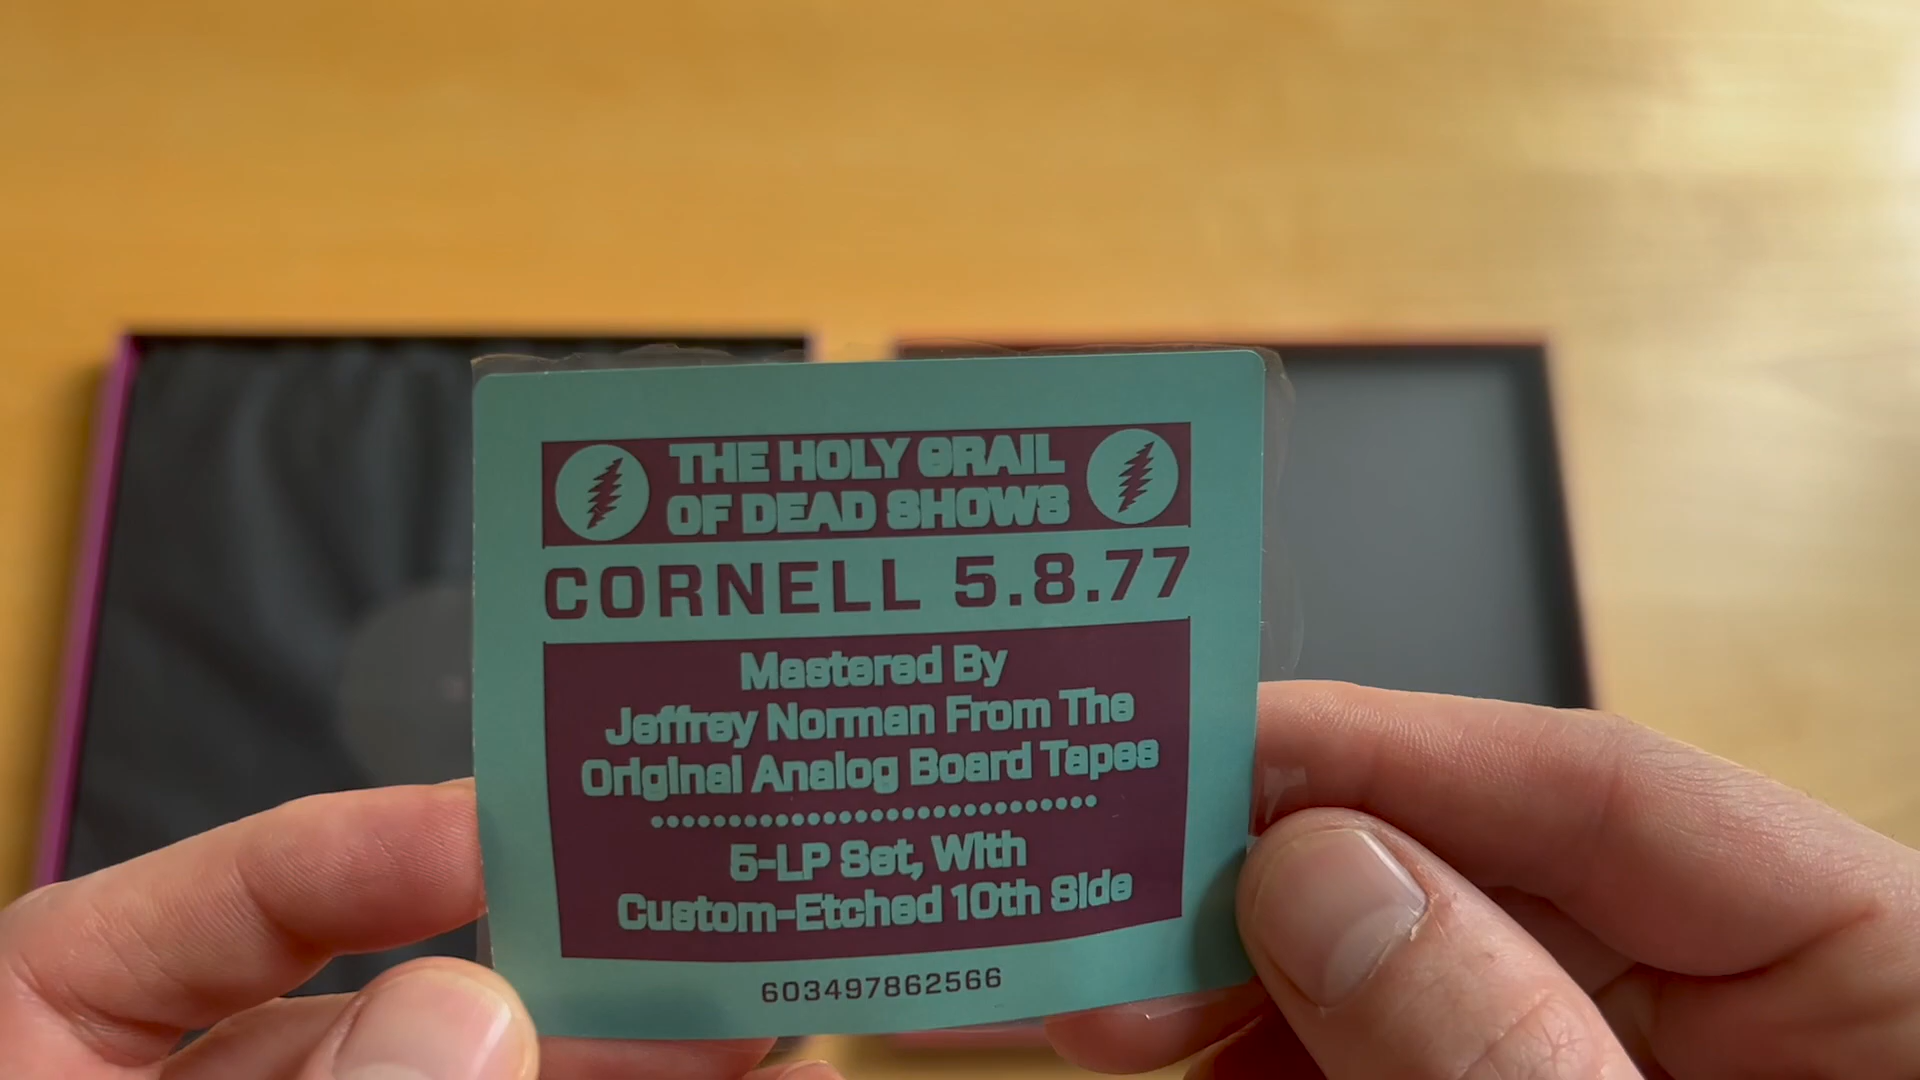 THE HOLY GRAIL
OF DEAD SHOWS
CORNELL 5.8.77
Mastered By
Jeffrey Norman From The
Original Analog Board Tapes
5-LP Set, With
Custom-Etched 10th Side
603497862566